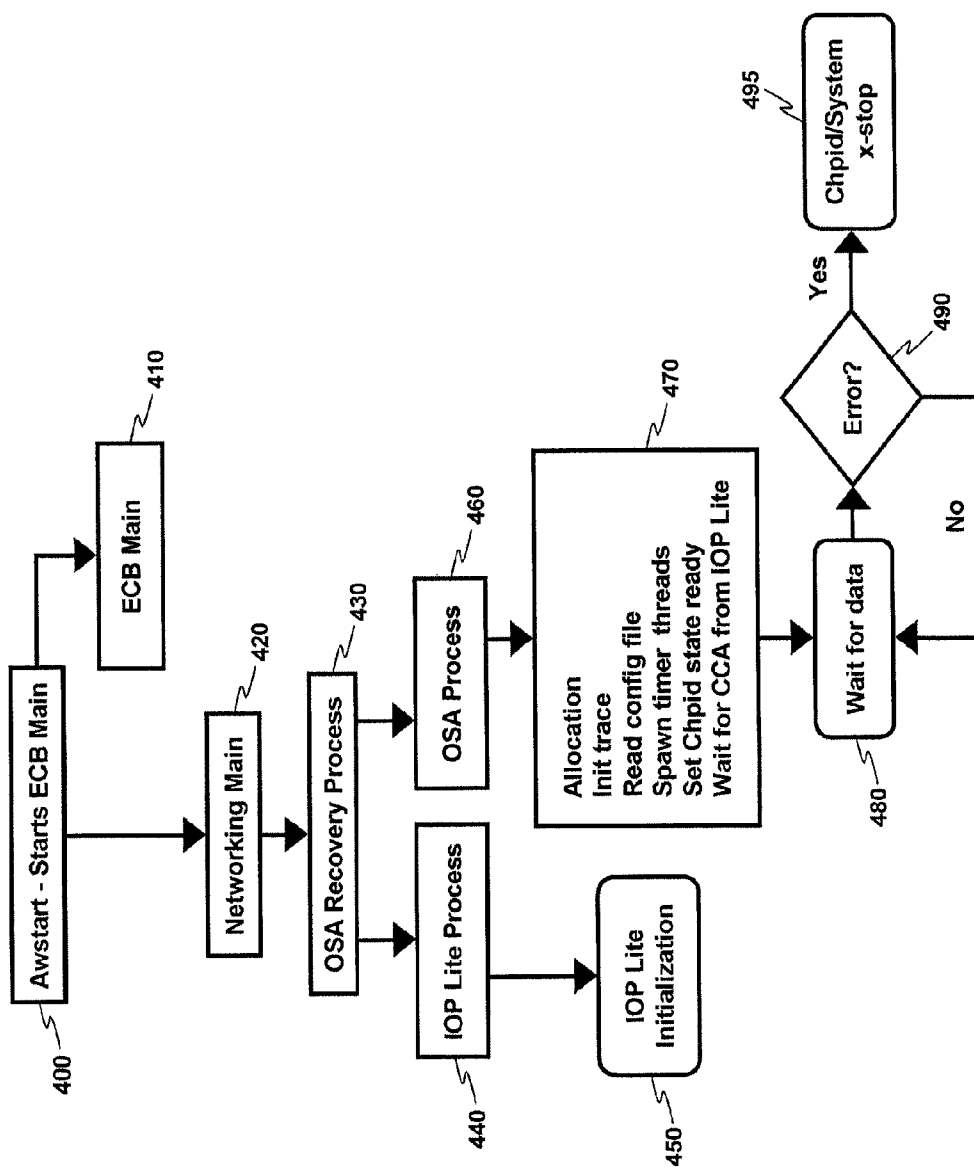 Awstart - Starts ECB Main
400
ECB Main
410
Networking Main
420
OSA Recovery Process
430
IOP Lite Process
440
OSA Process
460
IOP Lite
Initialization
450
Allocation
Init trace
Read config file
Spawn timer threads
Set Chpid state ready
Wait for CCA from IOP Lite
470
Wait for data
480
Error?
490
Yes
No
Chpid/System
x-stop
495